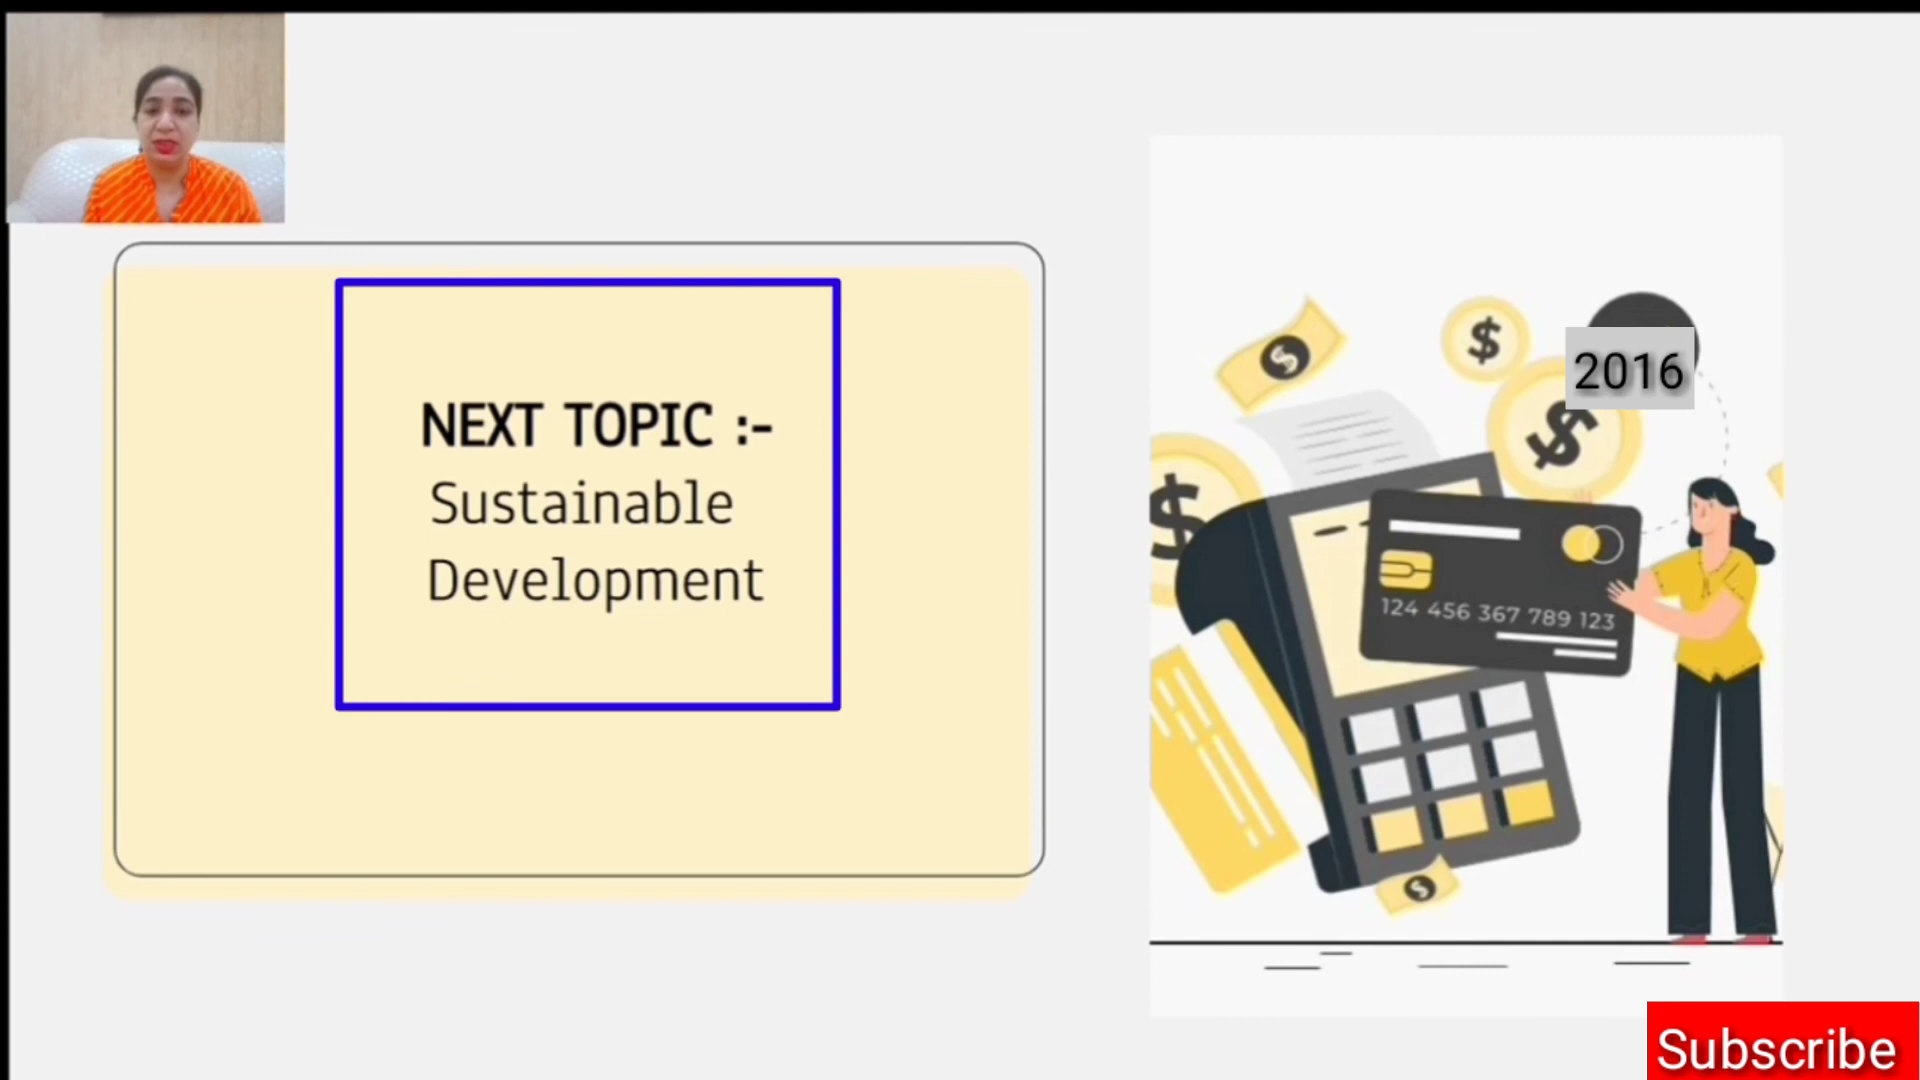 NEXT TOPIC :-
Sustainable
Development
$
$
2016
$
$
124 456 367 789 123
$
Subscribe